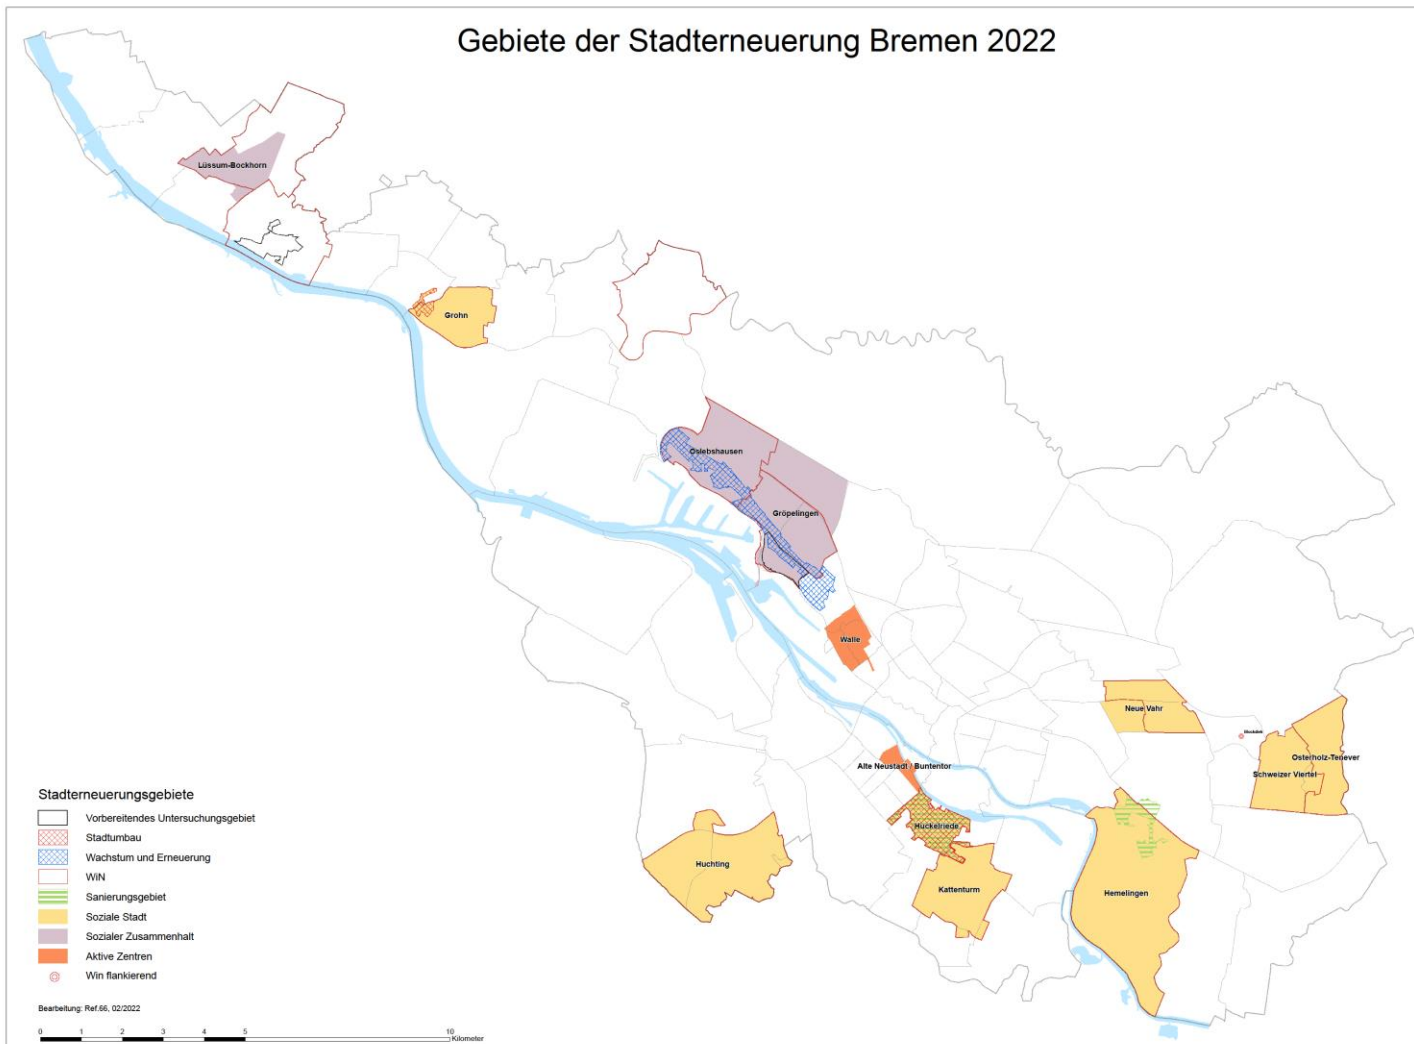 Gebiete der Stadterneuerung Bremen 2022
Lüssum-Bockhorn
Grohn
Oslebshausen
Gröpelingen
Walle
Neue Vahr
Osterholz-Tenever
Schweizer Viertel
Alte Neustadt / Buntentor
Huckelriede
Huchting
Kattenturm
Hemelingen
Stadterneuerungsgebiete
Vorbereitendes Untersuchungsgebiet
Stadtumbau
Wachstum und Erneuerung
WiN
Sanierungsgebiet
Soziale Stadt
Sozialer Zusammenhalt
Aktive Zentren
Win flankierend
Bearbeitung: Ref.66, 02/2022
0 1 2 3 4 5 10
Kilometer